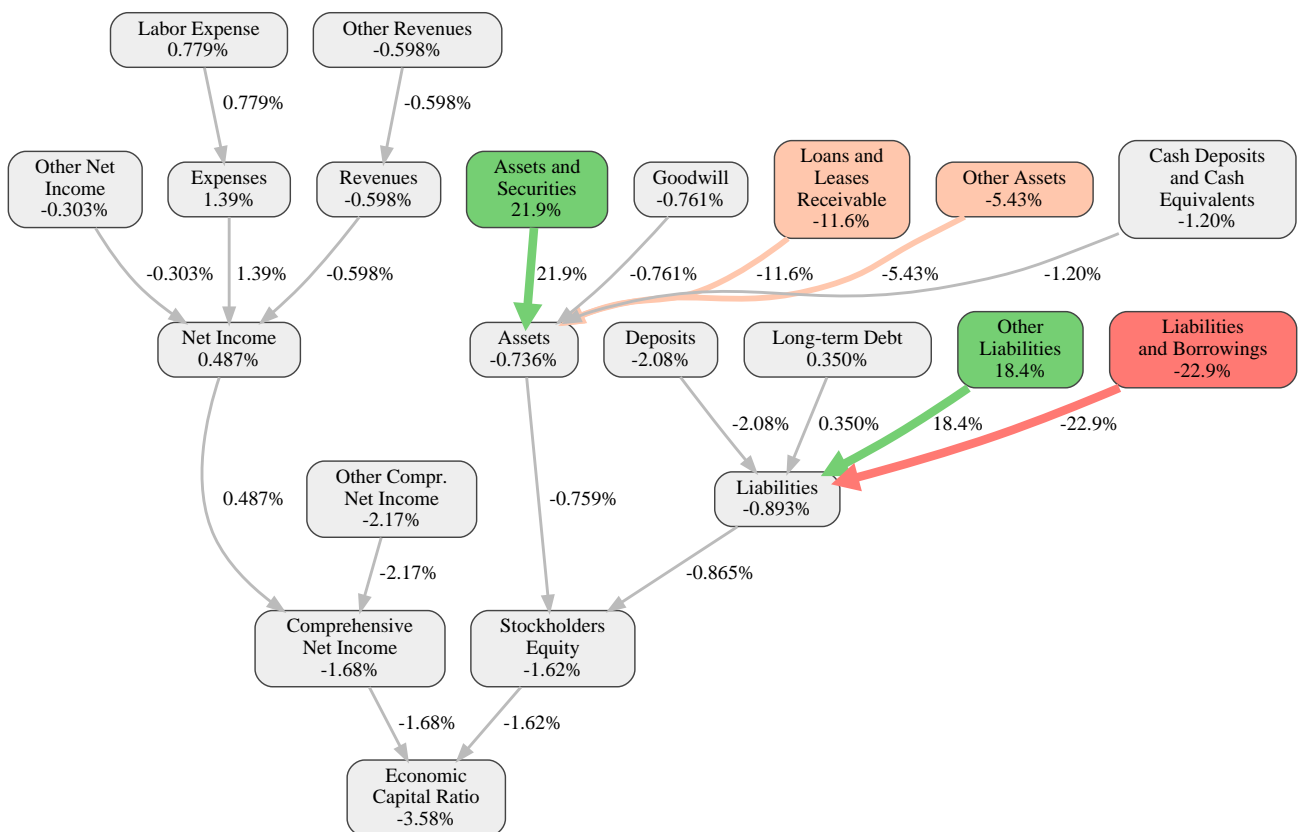 Labor Expense
0.779%
Other Revenues
-0.598%
0.779%
-0.598%
Other Net
Income
-0.303%
Expenses
1.39%
Revenues
-0.598%
Assets and
Securities
21.9%
Goodwill
-0.761%
Loans and
Leases
Receivable
-11.6%
Other Assets
-5.43%
Cash Deposits
and Cash
Equivalents
-1.20%
-0.303%
1.39%
-0.598%
21.9%
-0.761%
-11.6%
-5.43%
-1.20%
Net Income
0.487%
Assets
-0.736%
Deposits
-2.08%
Long-term Debt
0.350%
Other
Liabilities
18.4%
Liabilities
and Borrowings
-22.9%
-2.08%
0.350%
18.4%
-22.9%
Other Compr.
Net Income
-2.17%
0.487%
-0.759%
Liabilities
-0.893%
-2.17%
-0.865%
Comprehensive
Net Income
-1.68%
Stockholders
Equity
-1.62%
-1.68%
-1.62%
Economic
Capital Ratio
-3.58%